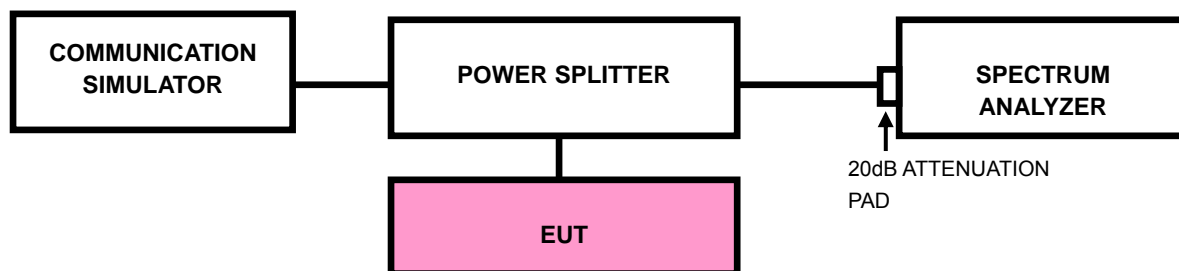 COMMUNICATION
SIMULATOR
POWER SPLITTER
SPECTRUM
ANALYZER
20dB ATTENUATION
PAD
EUT